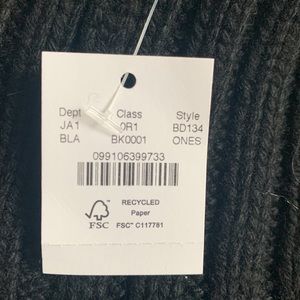 Dept Class Style
JA1 0R1 BD134
BLA BK0001 ONES
099106399733
RECYCLED
Paper
FSC
FSC™ C117781